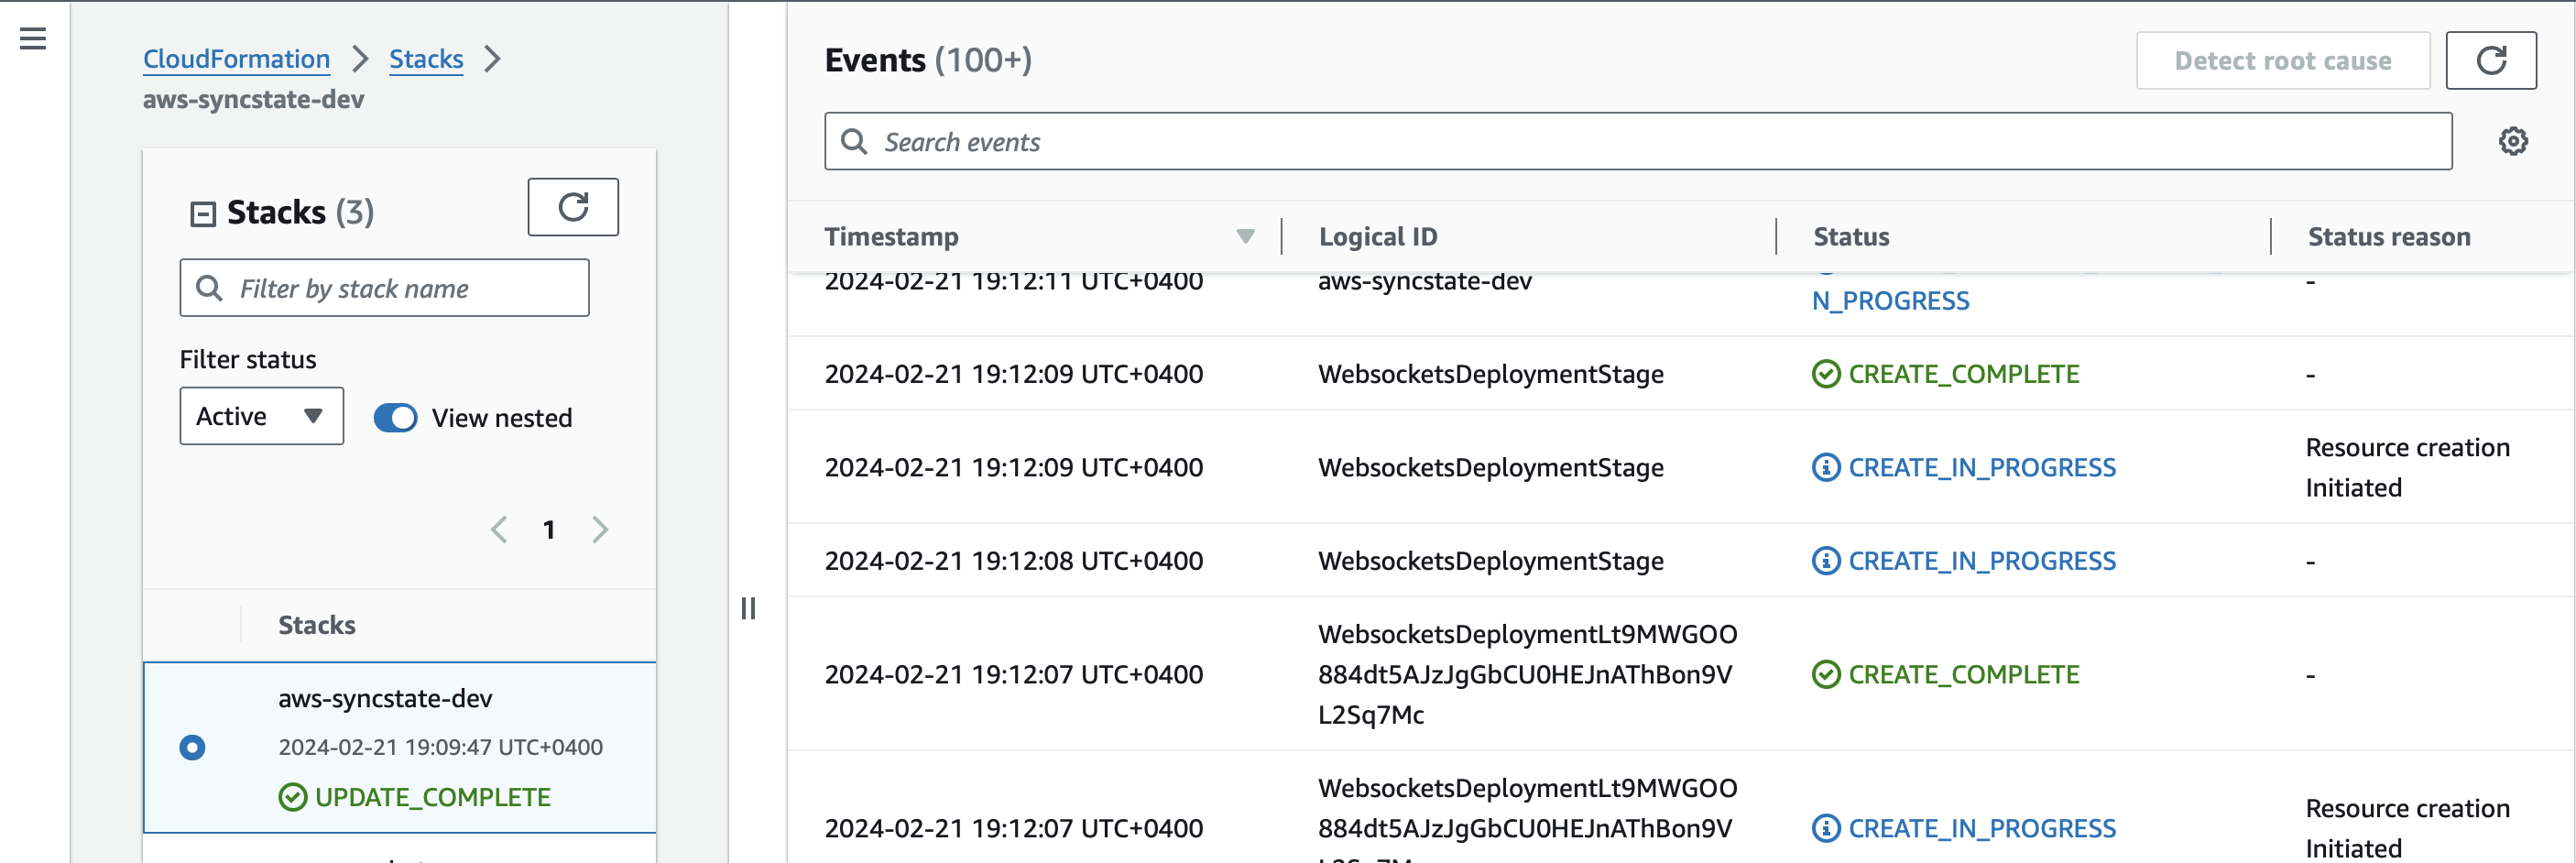 CloudFormation > Stacks >
aws-syncstate-dev
Stacks (3)
Filter by stack name
Filter status
Active
View nested
1
Stacks
aws-syncstate-dev
2024-02-21 19:09:47 UTC+0400
UPDATE_COMPLETE
Events (100+)
Detect root cause
Search events
Timestamp Logical ID Status Status reason
2024-02-21 19:12:11 UTC+0400 aws-syncstate-dev -
N_PROGRESS
2024-02-21 19:12:09 UTC+0400 WebsocketsDeploymentStage CREATE_COMPLETE -
2024-02-21 19:12:09 UTC+0400 WebsocketsDeploymentStage CREATE_IN_PROGRESS Resource creation
Initiated
2024-02-21 19:12:08 UTC+0400 WebsocketsDeploymentStage CREATE_IN_PROGRESS -
WebsocketsDeploymentLt9MWGOO
2024-02-21 19:12:07 UTC+0400 884dt5AJzJgGbCU0HEJnAThBon9V CREATE_COMPLETE -
L2Sq7Mc
WebsocketsDeploymentLt9MWGOO
2024-02-21 19:12:07 UTC+0400 884dt5AJzJgGbCU0HEJnAThBon9V CREATE_IN_PROGRESS Resource creation
Initiated